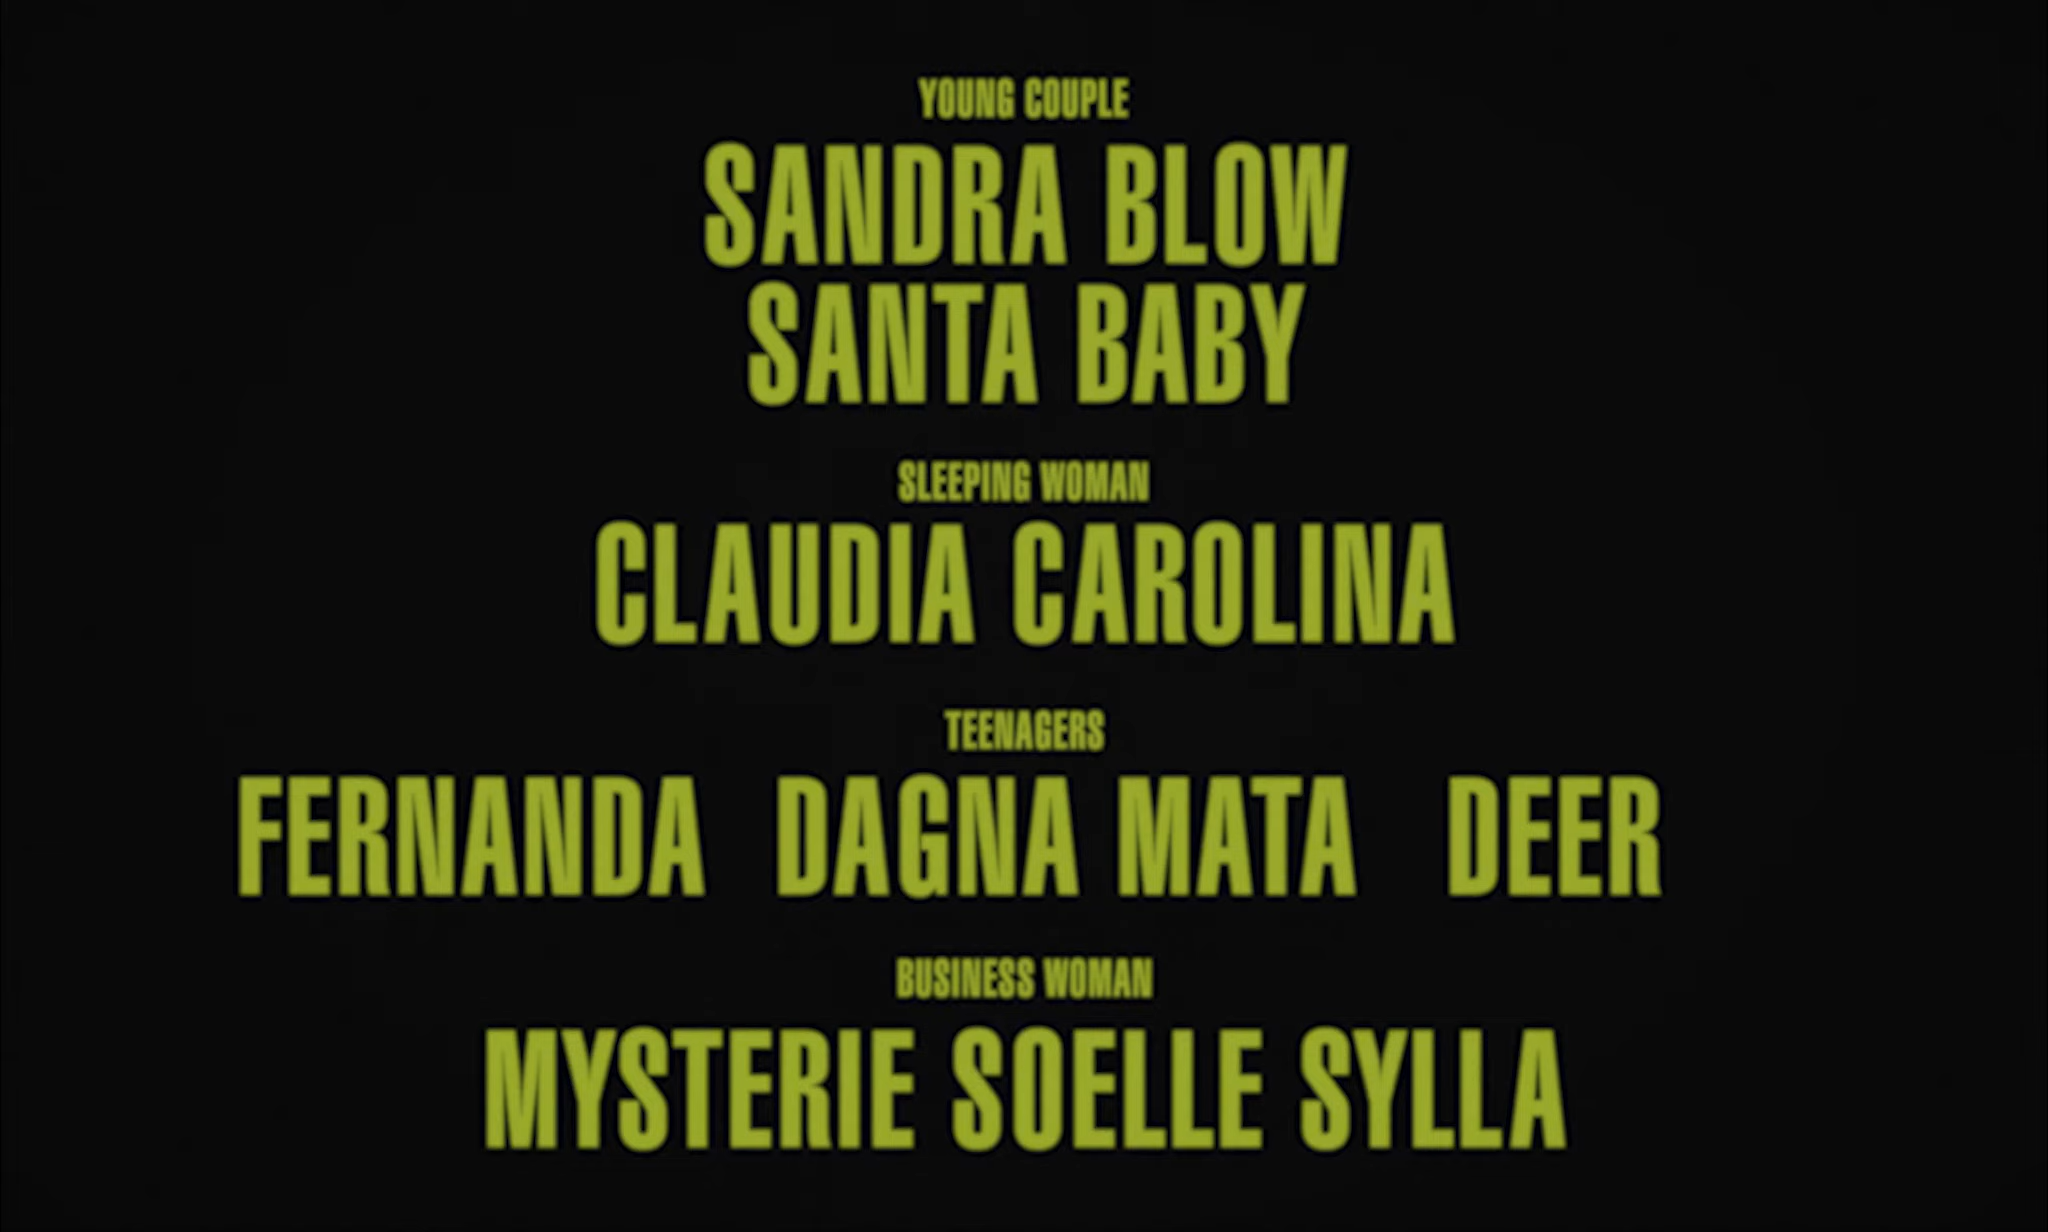 YOUNG COUPLE
SANDRA BLOW
SANTA BABY
SLEEPING WOMAN
CLAUDIA CAROLINA
TEENAGERS
FERNANDA DAGNA MATA DEER
BUSINESS WOMAN
MYSTERIE SOELLE SYLLA